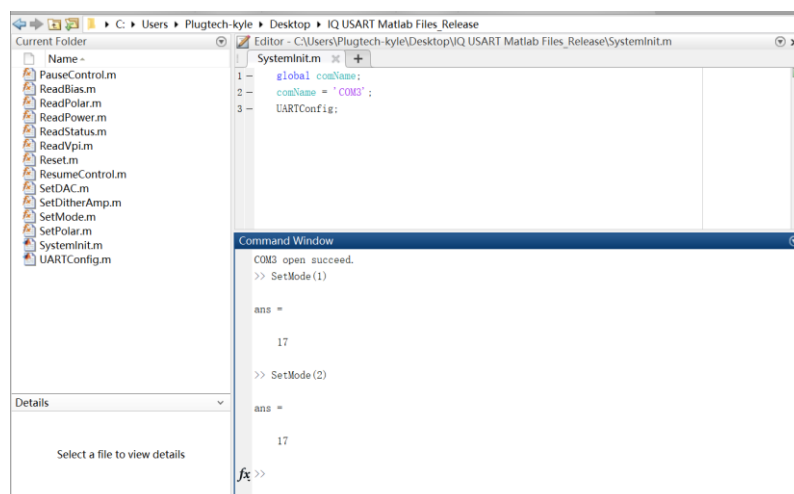 C: ▸ Users ▸ Plugtech-kyle ▸ Desktop ▸ IQ USART Matlab Files_Release
Current Folder
Name
PauseControl.m
ReadBias.m
ReadPolar.m
ReadPower.m
ReadStatus.m
ReadVpi.m
Reset.m
ResumeControl.m
SetDAC.m
SetDitherAmp.m
SetMode.m
SetPolar.m
SystemInit.m
UARTConfig.m
Details
Select a file to view details
Editor - C:\Users\Plugtech-kyle\Desktop\IQ USART Matlab Files_Release\SystemInit.m
SystemInit.m
1 – global comName;
2 – comName = 'COM3';
3 – UARTConfig;
Command Window
COM3 open succeed.
>> SetMode(1)
ans =
17
>> SetMode(2)
ans =
17
fx >>